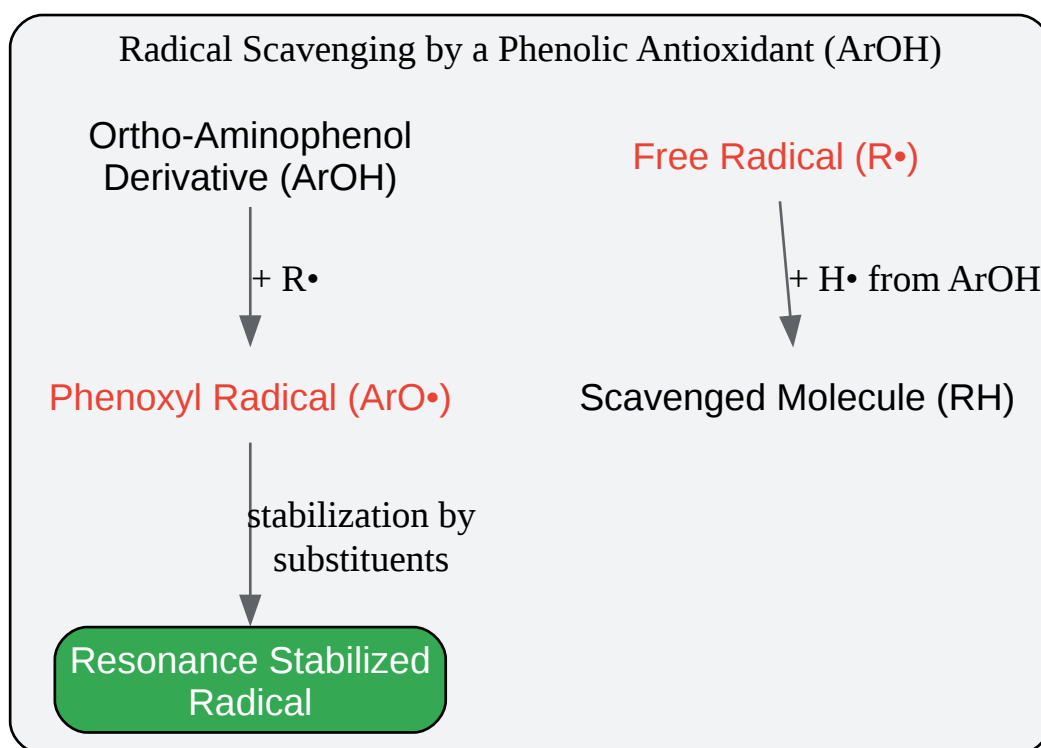 Radical Scavenging by a Phenolic Antioxidant (ArOH)
Ortho-Aminophenol
Derivative (ArOH)
Free Radical (R•)
+ R•
+ H• from ArOH
Phenoxyl Radical (ArO•)
Scavenged Molecule (RH)
stabilization by
substituents
Resonance Stabilized
Radical